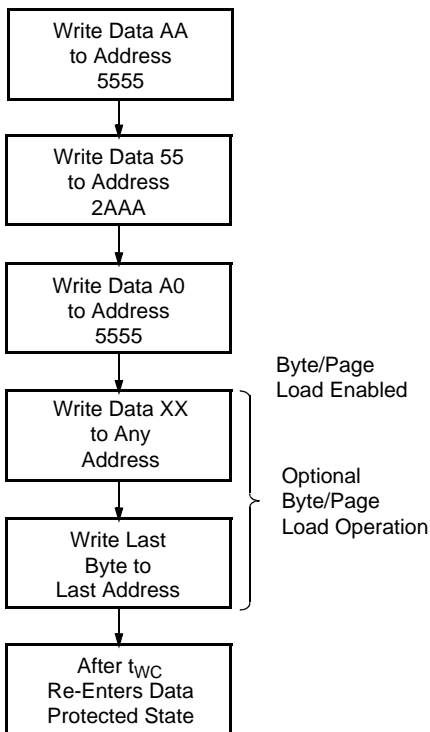 Write Data AA
to Address
5555
Write Data 55
to Address
2AAA
Write Data A0
to Address
5555
Byte/Page
Load Enabled
Write Data XX
to Any
Address
Optional
Byte/Page
Load Operation
Write Last
Byte to
Last Address
After tWC
Re-Enters Data
Protected State